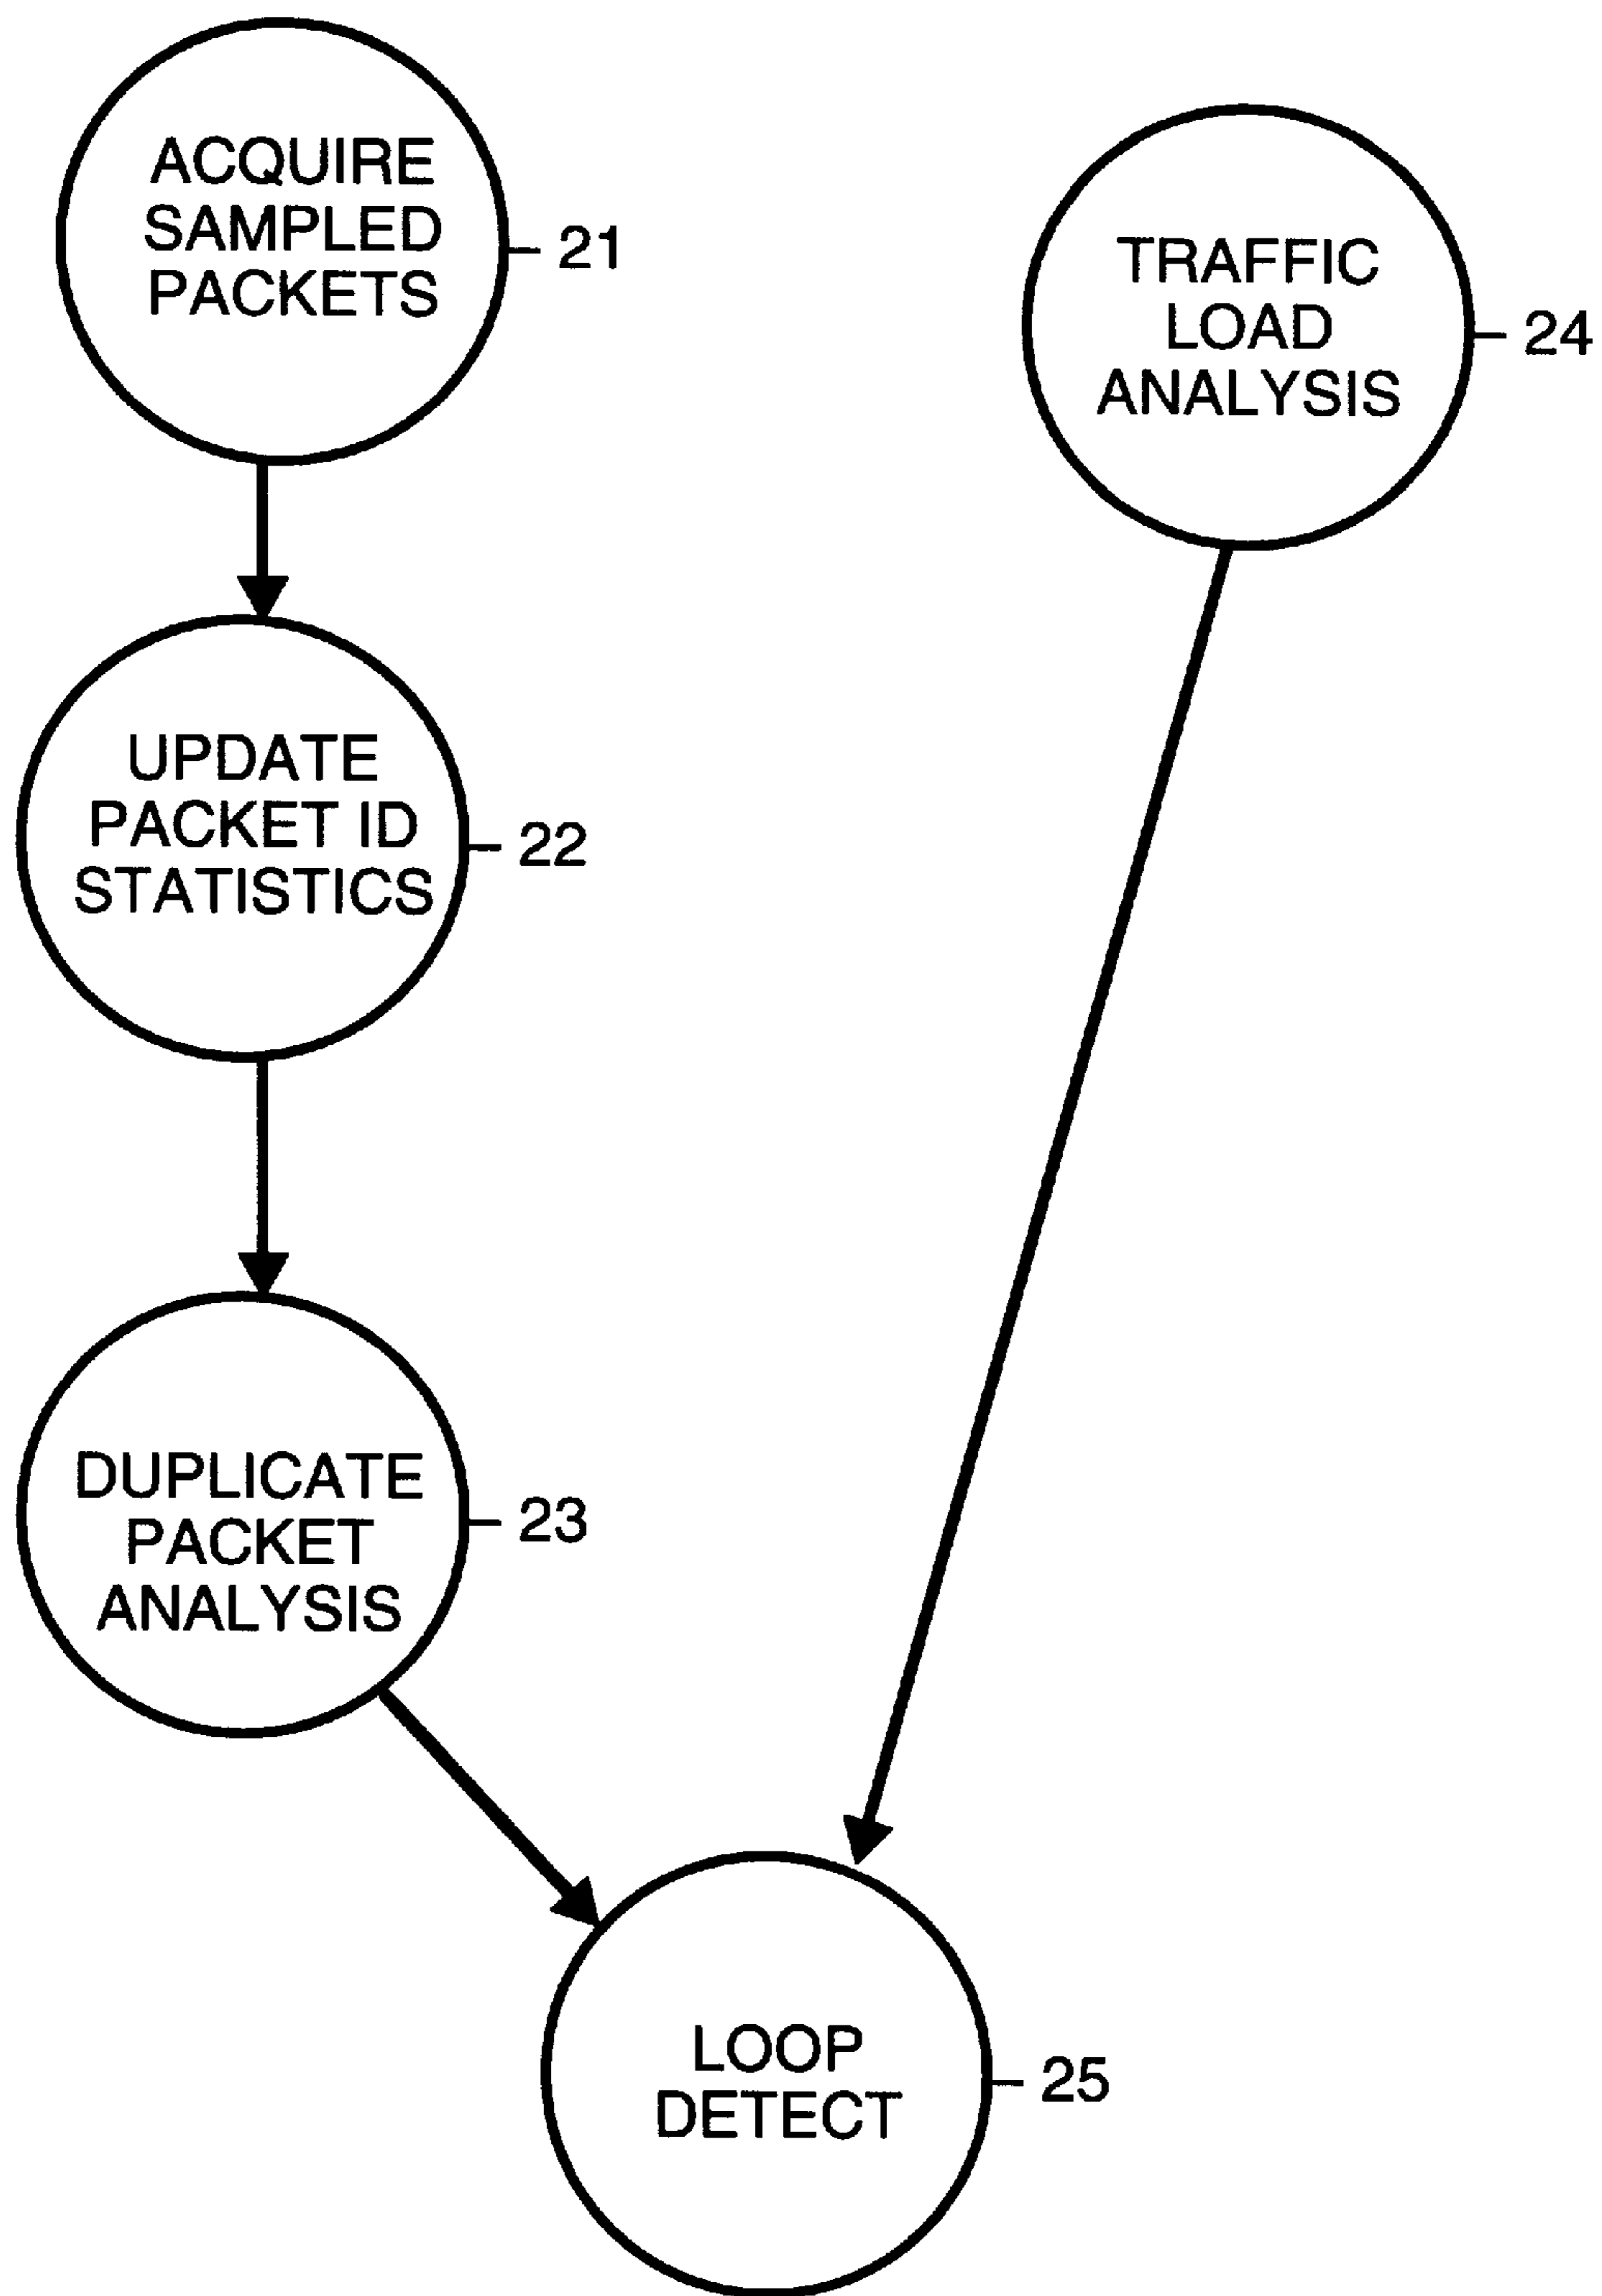 ACQUIRE
SAMPLED
PACKETS
21
TRAFFIC
LOAD
ANALYSIS
24
UPDATE
PACKET ID
STATISTICS
22
DUPLICATE
PACKET
ANALYSIS
23
LOOP
DETECT
25